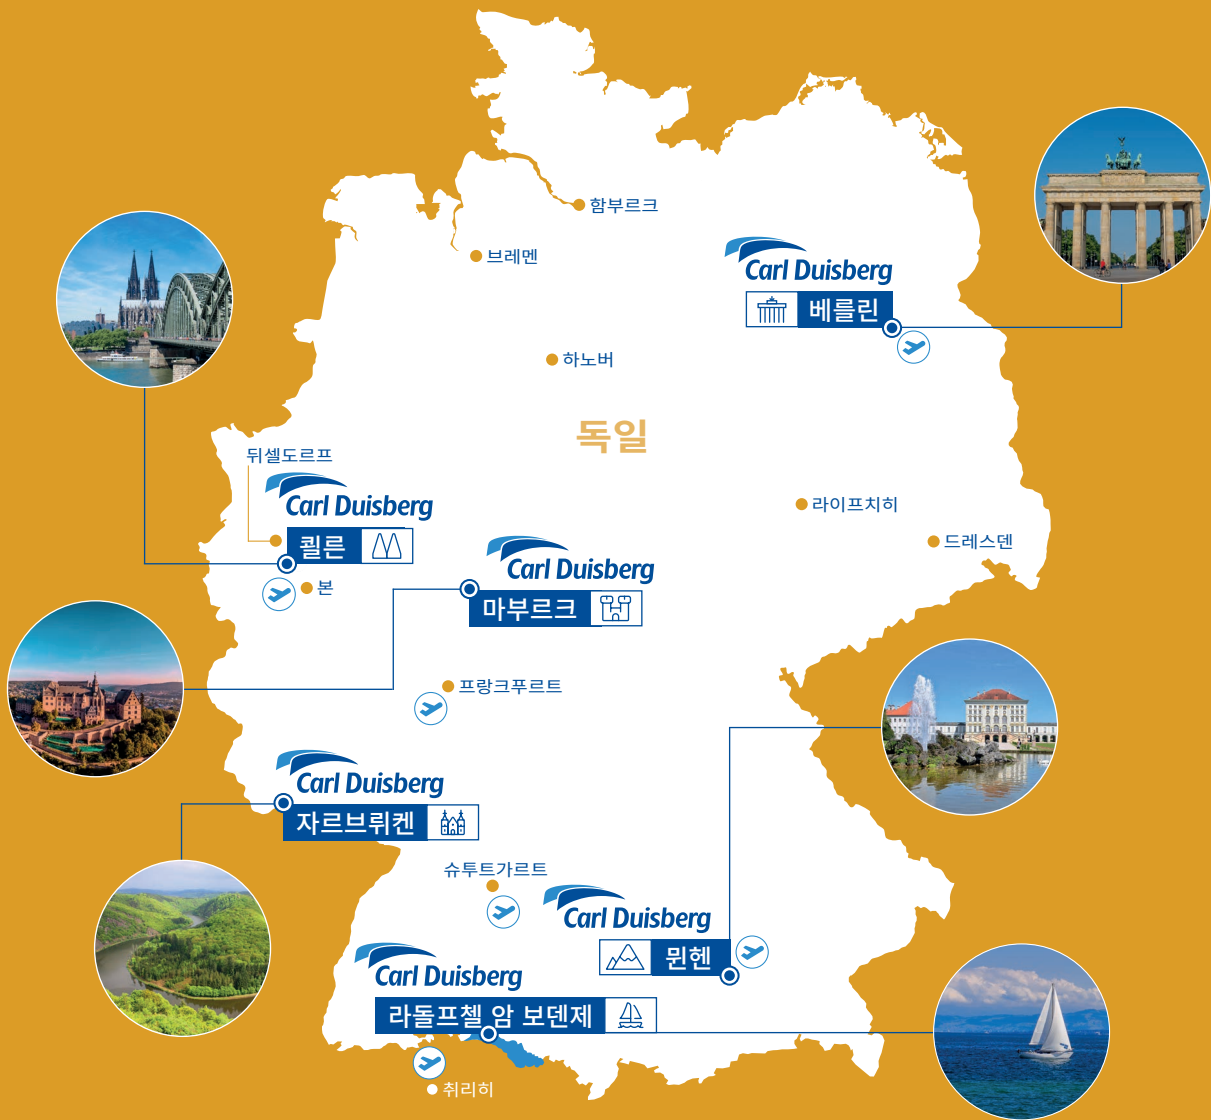 함부르크
브레멘
Carl Duisberg
베를린
하노버
독일
뒤셀도르프
Carl Duisberg
쾰른
라이프치히
드레스덴
본
Carl Duisberg
마부르크
프랑크푸르트
Carl Duisberg
자르브뤼켄
슈투트가르트
Carl Duisberg
뮌헨
Carl Duisberg
라돌프첼 암 보덴제
취리히